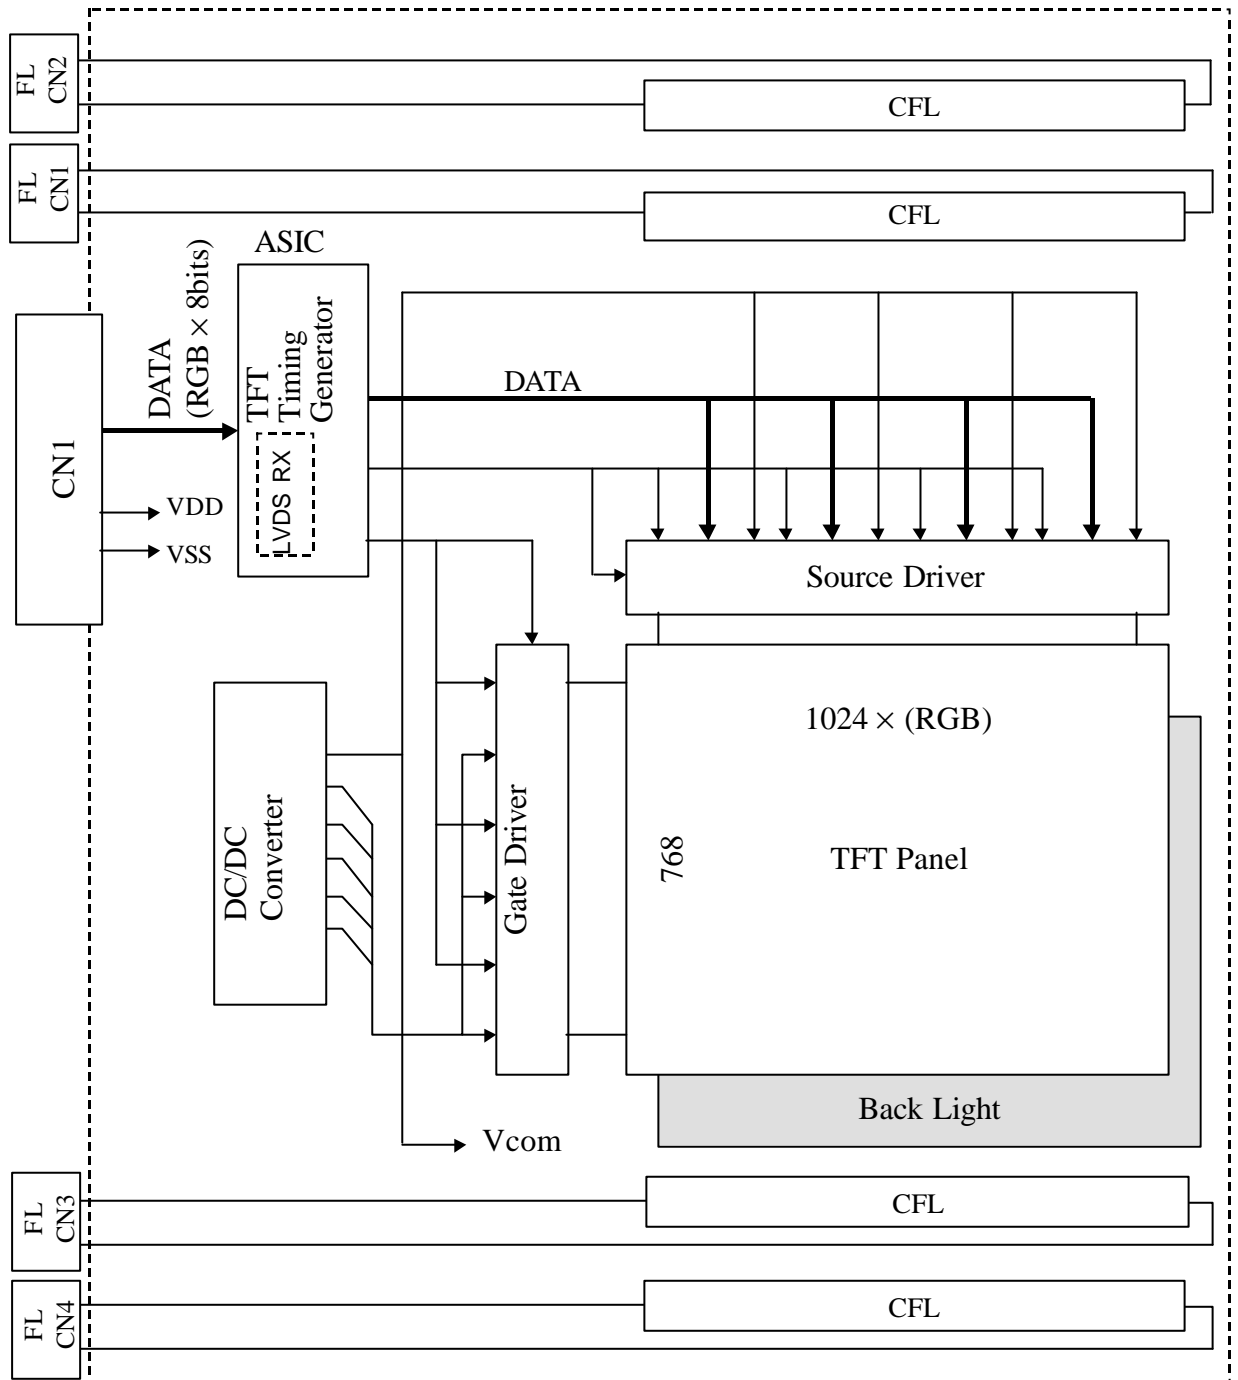 FL
CN2
CFL
FL
CN1
CFL
ASIC
DATA
(RGB × 8bits)
TFT
Timing
Generator
LVDS RX
CN1
VDD
VSS
DATA
Source Driver
1024 × (RGB)
768
TFT Panel
Gate Driver
DC/DC
Converter
Back Light
Vcom
FL
CN3
CFL
FL
CN4
CFL